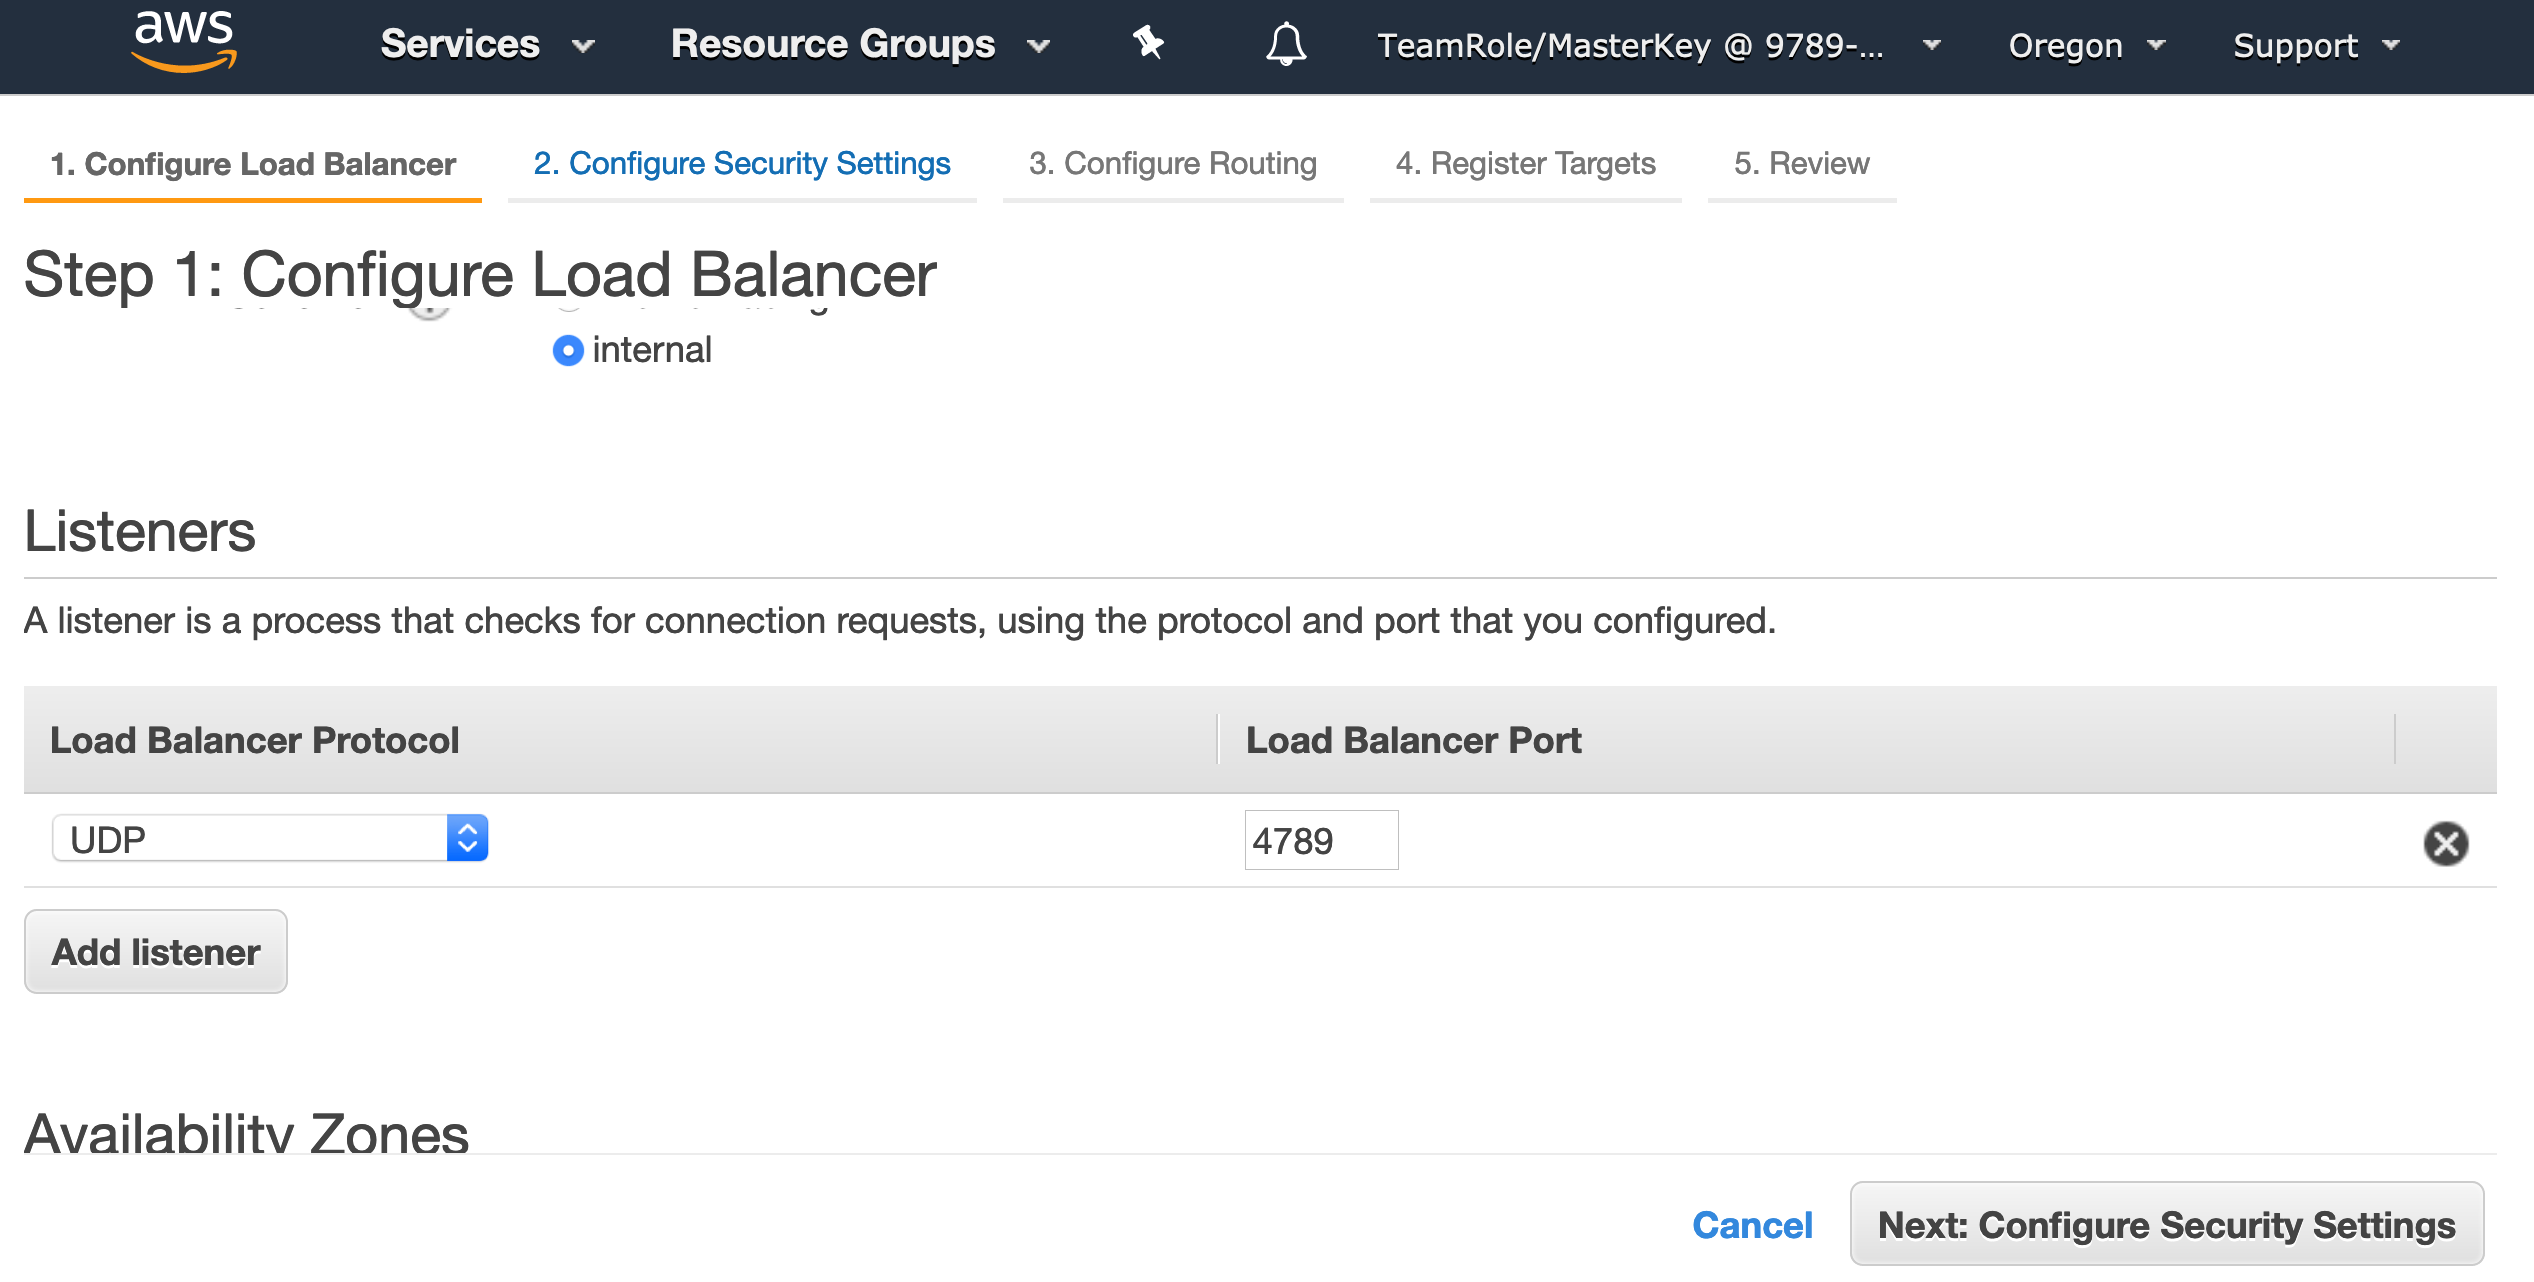 aws Services Resource Groups TeamRole/MasterKey @ 9789-... Oregon Support
1. Configure Load Balancer 2. Configure Security Settings 3. Configure Routing 4. Register Targets 5. Review
Step 1: Configure Load Balancer
internal
Listeners
A listener is a process that checks for connection requests, using the protocol and port that you configured.
Load Balancer Protocol Load Balancer Port
UDP 4789
Add listener
Availability Zones
Cancel Next: Configure Security Settings